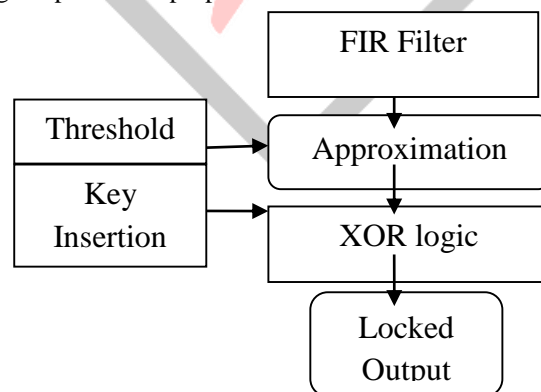 FIR Filter
Threshold
Approximation
Key
Insertion
XOR logic
Locked
Output